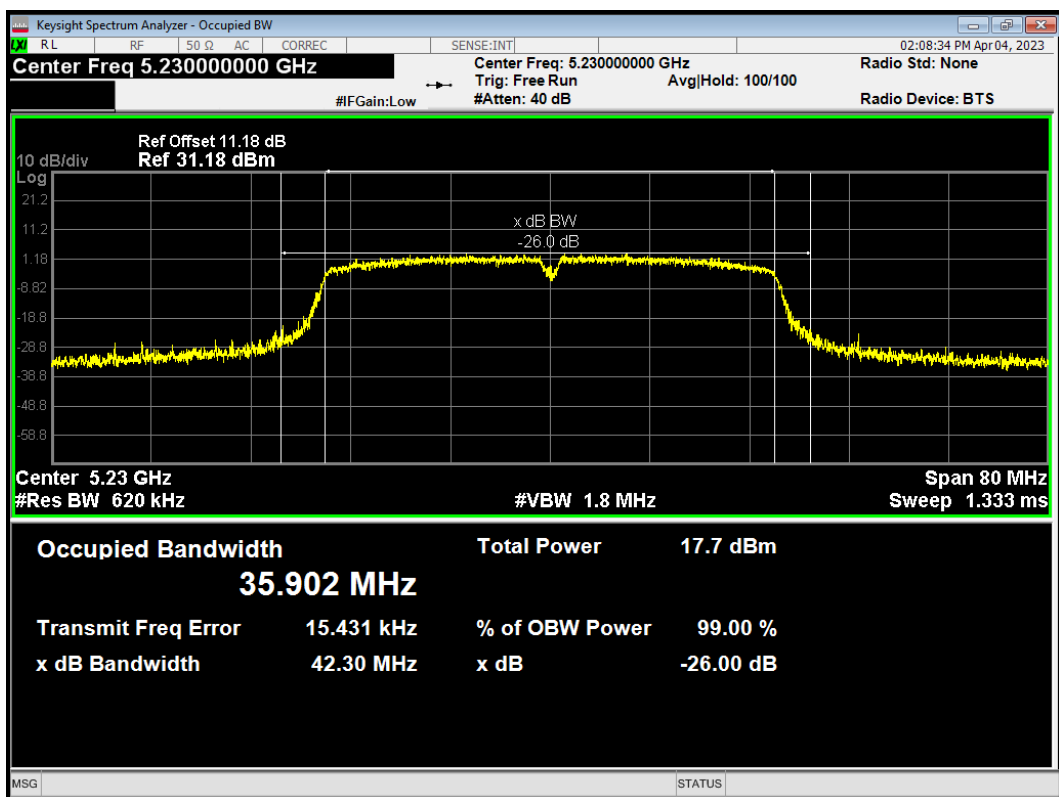 Keysight Spectrum Analyzer - Occupied BW
LXI RL RF 50 Ω AC CORREC SENSE:INT 02:08:34 PM Apr 04, 2023
Center Freq 5.230000000 GHz Center Freq: 5.230000000 GHz Radio Std: None
Trig: Free Run Avg|Hold: 100/100
#IFGain:Low #Atten: 40 dB Radio Device: BTS
Ref Offset 11.18 dB
10 dB/div Ref 31.18 dBm
Log
21.2
11.2
x dB BW
-26.0 dB
1.18
-8.82
-18.8
-28.8
-38.8
-48.8
-58.8
Center 5.23 GHz Span 80 MHz
#Res BW 620 kHz #VBW 1.8 MHz Sweep 1.333 ms
Occupied Bandwidth Total Power 17.7 dBm
35.902 MHz
Transmit Freq Error 15.431 kHz % of OBW Power 99.00 %
x dB Bandwidth 42.30 MHz x dB -26.00 dB
MSG STATUS